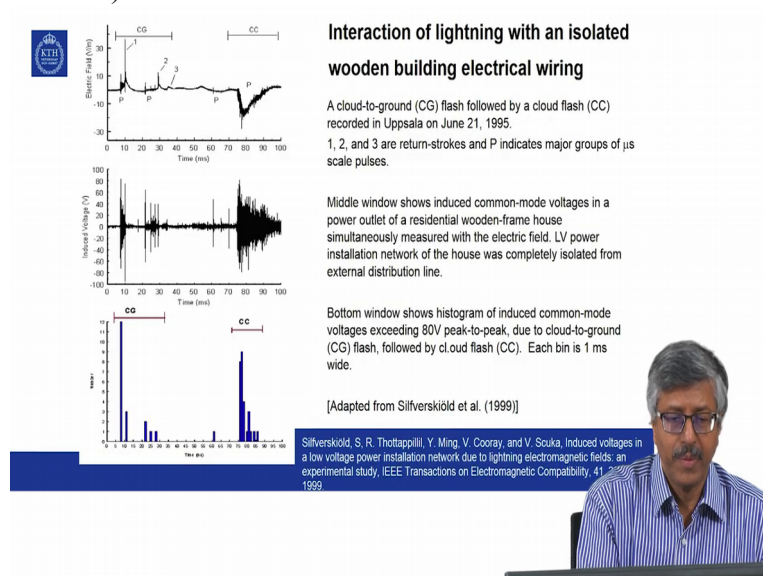 Interaction of lightning with an isolated
wooden building electrical wiring
KTH
CG
CC
1
2
3
P
P
P
P
Electric Field (V/m)
30
10
-10
-30
0 10 20 30 40 50 60 70 80 90 100
Time (ms)
A cloud-to-ground (CG) flash followed by a cloud flash (CC)
recorded in Uppsala on June 21, 1995.
1, 2, and 3 are return-strokes and P indicates major groups of μs
scale pulses.
Induced Voltage (V)
100
80
60
40
20
0
-20
-40
-60
-80
-100
0 10 20 30 40 50 60 70 80 90 100
Time (ms)
Middle window shows induced common-mode voltages in a
power outlet of a residential wooden-frame house
simultaneously measured with the electric field. LV power
installation network of the house was completely isolated from
external distribution line.
CG
CC
Bottom window shows histogram of induced common-mode
voltages exceeding 80V peak-to-peak, due to cloud-to-ground
(CG) flash, followed by cl.oud flash (CC). Each bin is 1 ms
wide.
[Adapted from Silfverskiöld et al. (1999)]
Silfverskiöld, S, R. Thottappillil, Y. Ming, V. Cooray, and V. Scuka, Induced voltages in
a low voltage power installation network due to lightning electromagnetic fields: an
experimental study, IEEE Transactions on Electromagnetic Compatibility, 41,
1999.